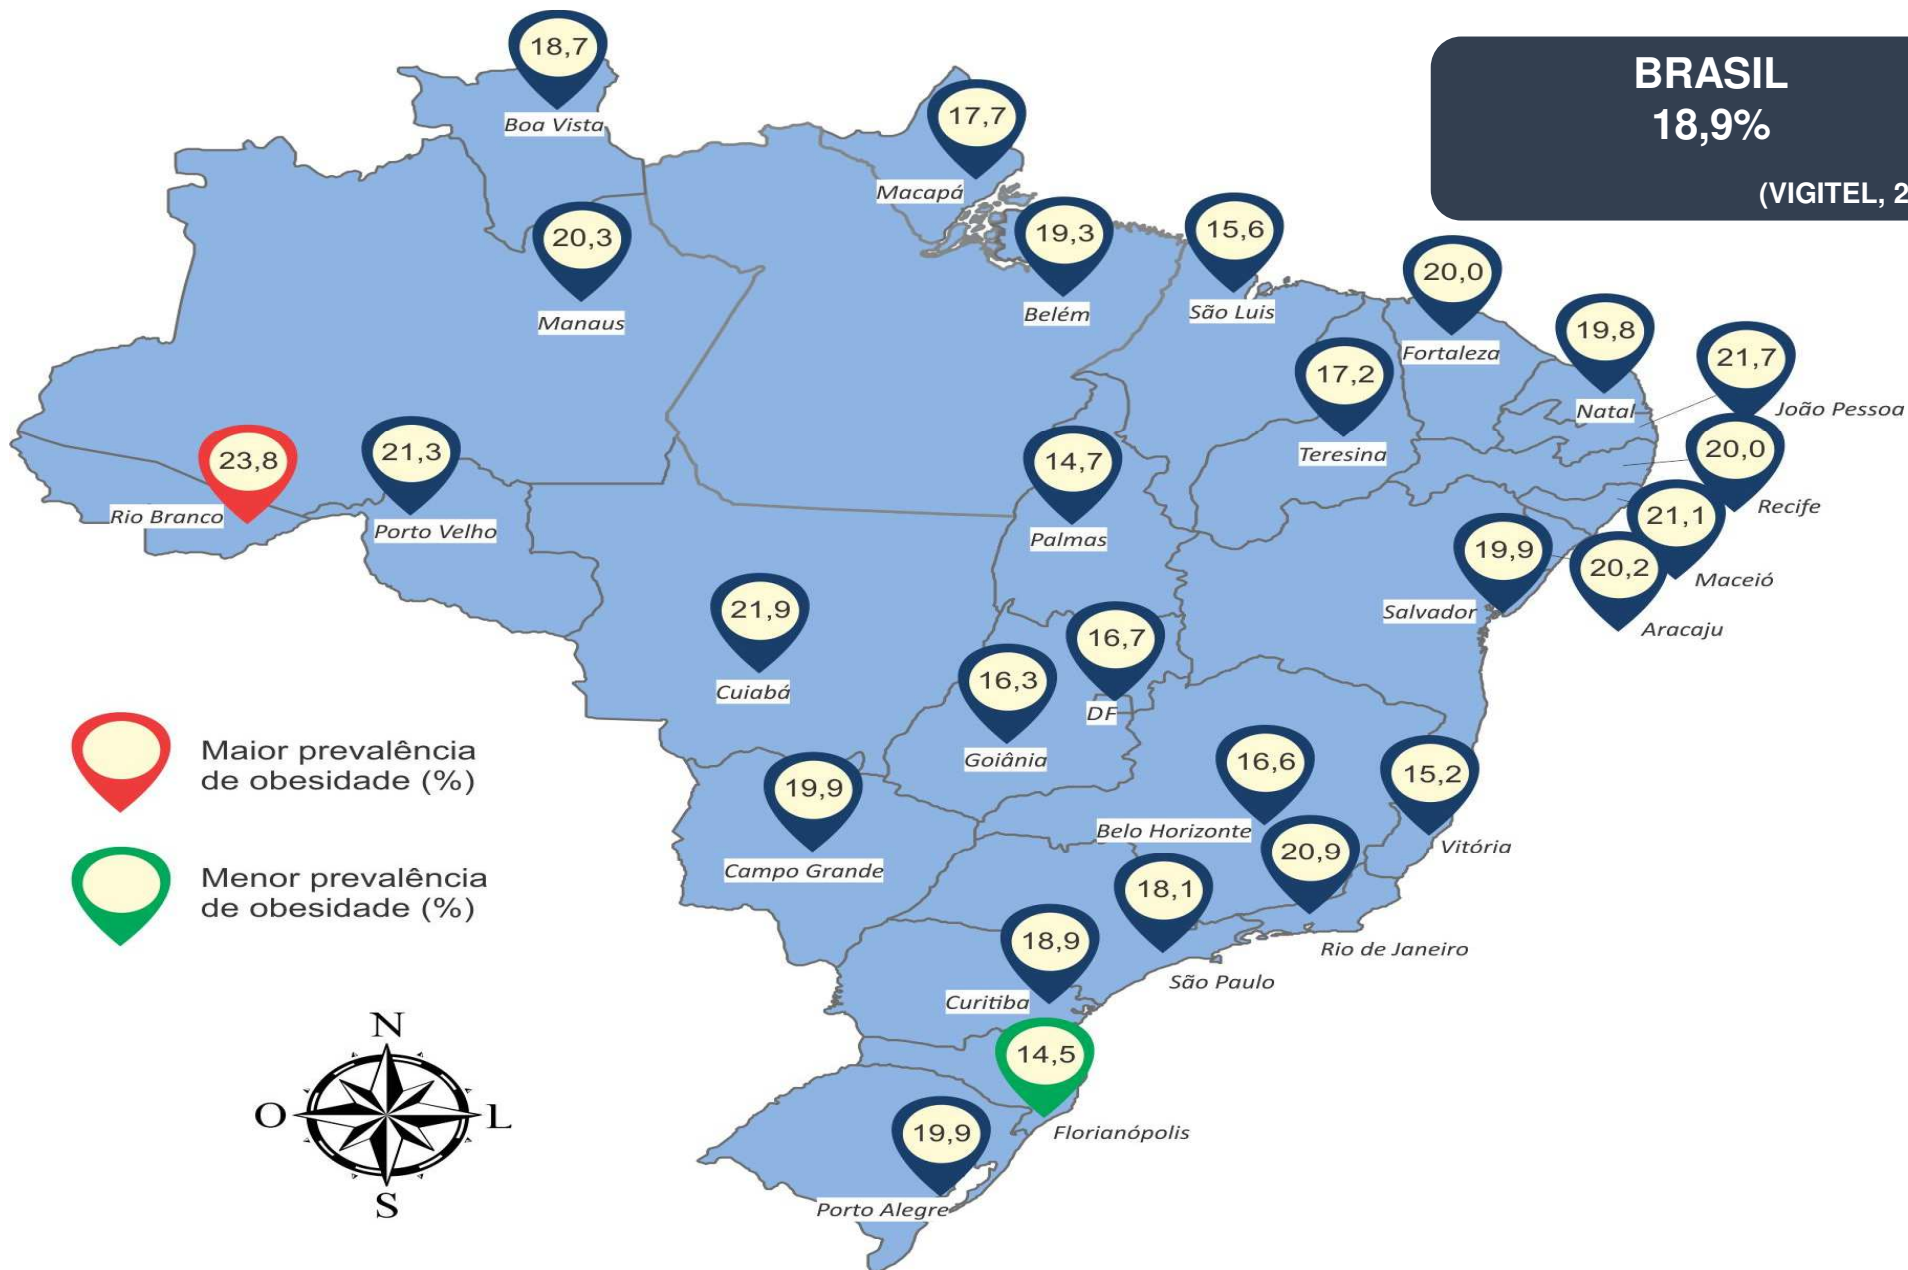 18,7
Boa Vista
BRASIL
18,9%
(VIGITEL, 2
17,7
Macapá
20,3
Manaus
19,3
Belém
15,6
São Luis
20,0
Fortaleza
19,8
Natal
21,7
João Pessoa
17,2
Teresina
20,0
Recife
23,8
Rio Branco
21,3
Porto Velho
14,7
Palmas
21,1
Maceió
19,9
Salvador
20,2
Aracaju
21,9
Cuiabá
16,7
DF
16,3
Goiânia
Maior prevalência
de obesidade (%)
16,6
Belo Horizonte
15,2
Vitória
19,9
Campo Grande
20,9
Rio de Janeiro
18,1
São Paulo
Menor prevalência
de obesidade (%)
18,9
Curitiba
14,5
Florianópolis
19,9
Porto Alegre
N
O
L
S